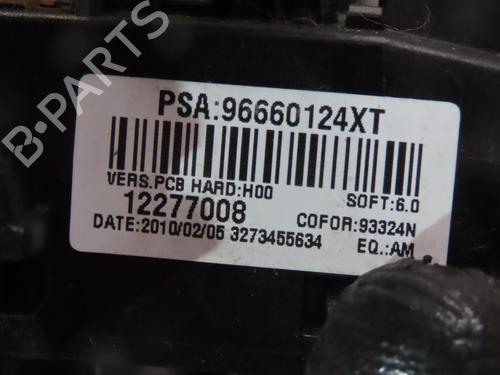 PSA:96660124XT
VERS.PCB HARD:H00 SOFT:6.0
12277008 COFOR:93324N
DATE:2010/02/05 3273455634 EQ.:AM
B-Parts